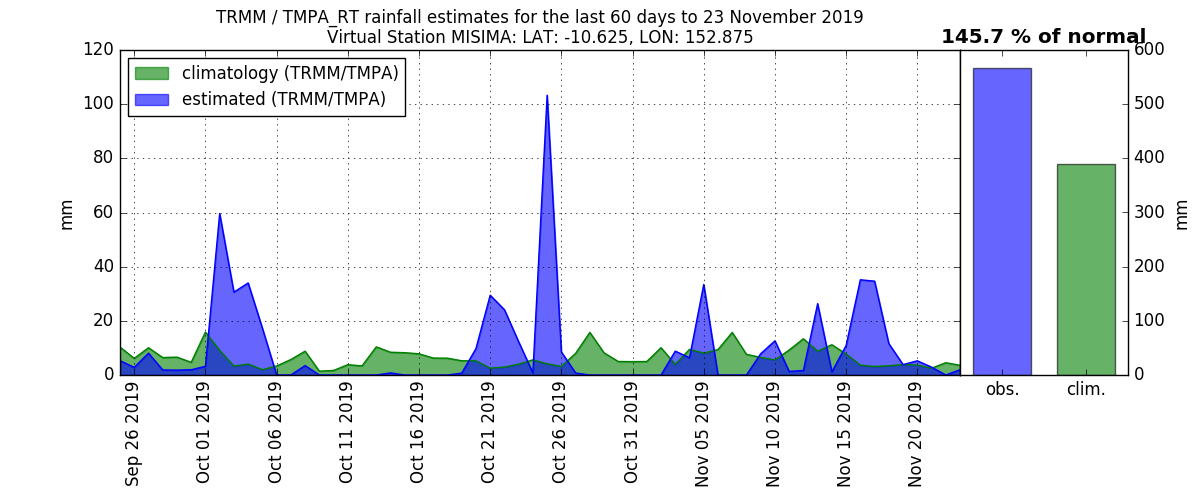 TRMM / TMPA_RT rainfall estimates for the last 60 days to 23 November 2019
Virtual Station MISIMA: LAT: -10.625, LON: 152.875
145.7 % of normal
climatology (TRMM/TMPA)
estimated (TRMM/TMPA)
120
100
80
60
40
20
0
mm
Sep 26 2019
Oct 01 2019
Oct 06 2019
Oct 11 2019
Oct 16 2019
Oct 21 2019
Oct 26 2019
Oct 31 2019
Nov 05 2019
Nov 10 2019
Nov 15 2019
Nov 20 2019
600
500
400
300
200
100
0
mm
obs.
clim.